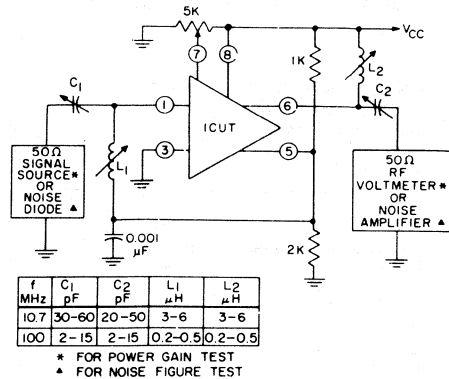 5K
VCC
7
8
1K
L2
C1
C2
1
6
ICUT
3
5
L1
50Ω
SIGNAL
SOURCE*
OR
NOISE
DIODE ▲
50Ω
RF
VOLTMETER*
OR
NOISE
AMPLIFIER ▲
0.001
μF
2K
f MHz C1 pF C2 pF L1 μH L2 μH
10.7 30-60 20-50 3-6 3-6
100 2-15 2-15 0.2-0.5 0.2-0.5
* FOR POWER GAIN TEST
▲ FOR NOISE FIGURE TEST